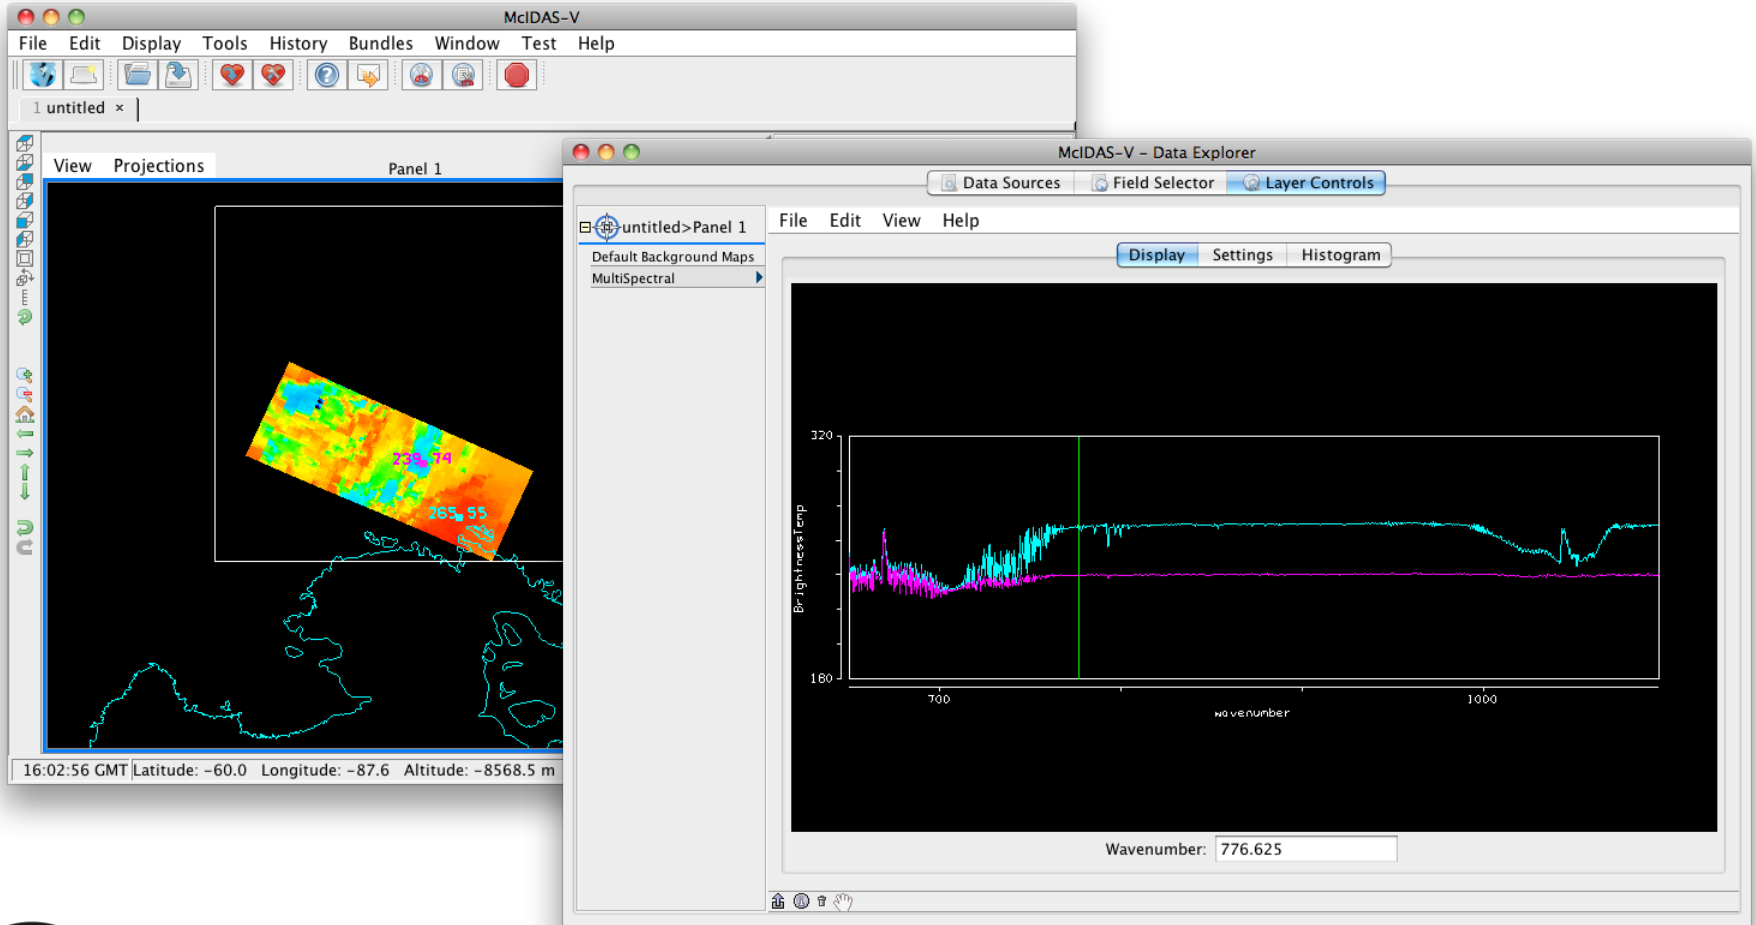 McIDAS-V
File Edit Display Tools History Bundles Window Test Help
1 untitled ×
View Projections
Panel 1
239.74
265.55
16:02:56 GMT Latitude: -60.0 Longitude: -87.6 Altitude: -8568.5 m
McIDAS-V - Data Explorer
Data Sources Field Selector Layer Controls
untitled>Panel 1
Default Background Maps
MultiSpectral
File Edit View Help
Display Settings Histogram
320
BrightnessTemp
180
700 1000
wavenumber
Wavenumber: 776.625